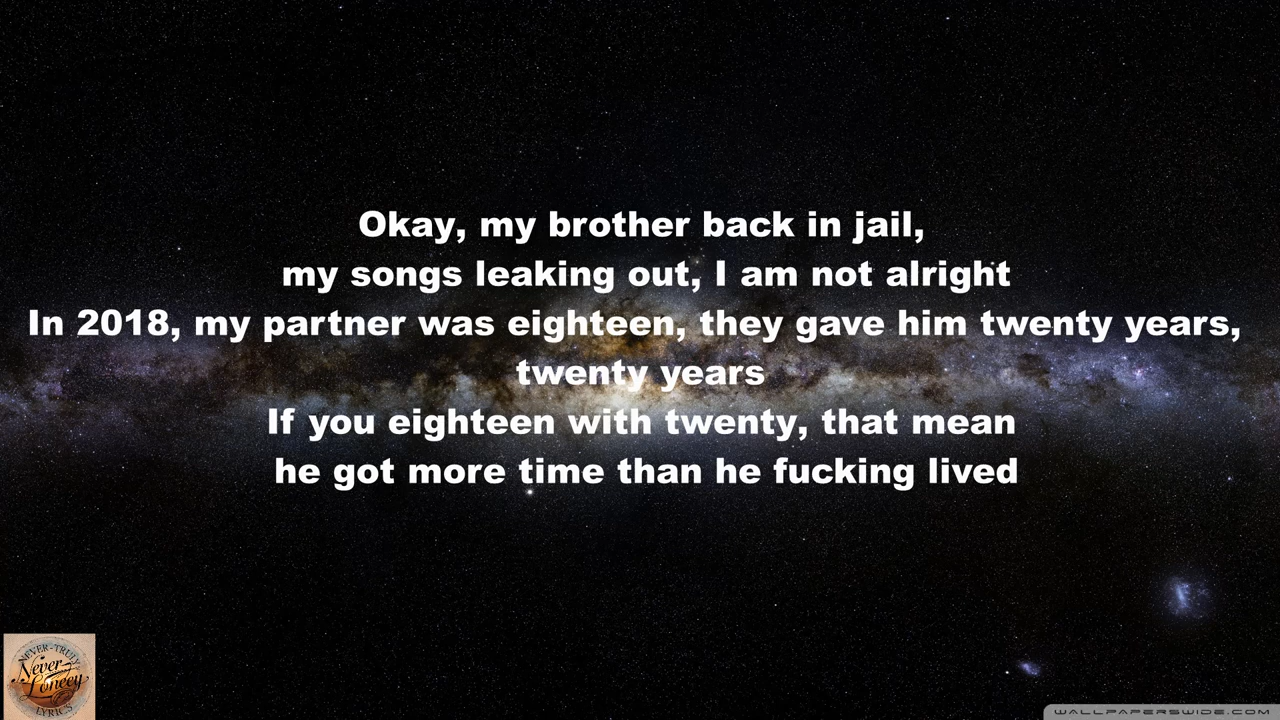 Okay, my brother back in jail,
my songs leaking out, I am not alright
In 2018, my partner was eighteen, they gave him twenty years,
twenty years
If you eighteen with twenty, that mean
he got more time than he fucking lived
NEVER-TRULY
Never
Loneey
LYRICS
WALLPAPERSWIDE.COM